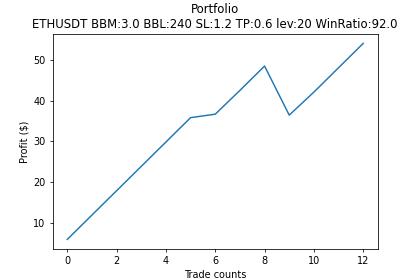 Portfolio
ETHUSDT BBM:3.0 BBL:240 SL:1.2 TP:0.6 lev:20 WinRatio:92.0
50
40
30
20
10
Profit ($)
0 2 4 6 8 10 12
Trade counts